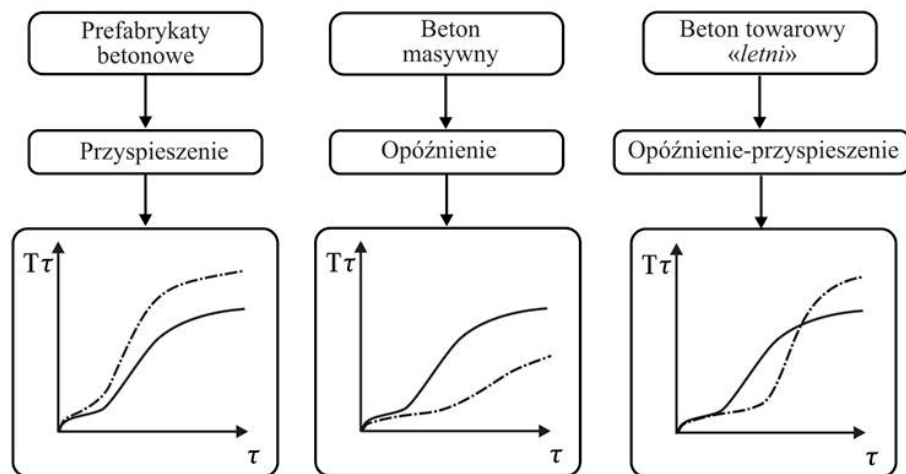 Prefabrykaty
betonowe
Beton
masywny
Beton towarowy
«letni»
Przyspieszenie
Opóźnienie
Opóźnienie-przyspieszenie
Tτ
τ
Tτ
τ
Tτ
τ